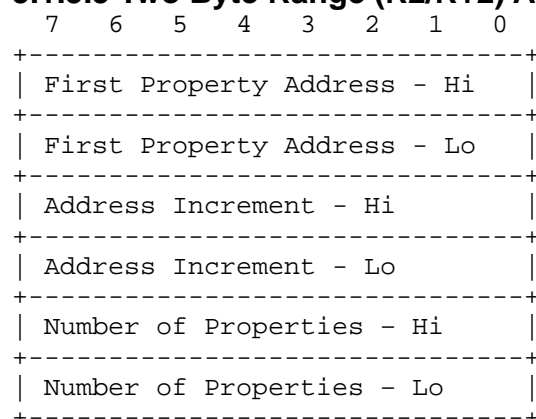 7 6 5 4 3 2 1 0
+-------------------------------+
| First Property Address - Hi |
+-------------------------------+
| First Property Address - Lo |
+-------------------------------+
| Address Increment - Hi |
+-------------------------------+
| Address Increment - Lo |
+-------------------------------+
| Number of Properties – Hi |
+-------------------------------+
| Number of Properties – Lo |
+-------------------------------+